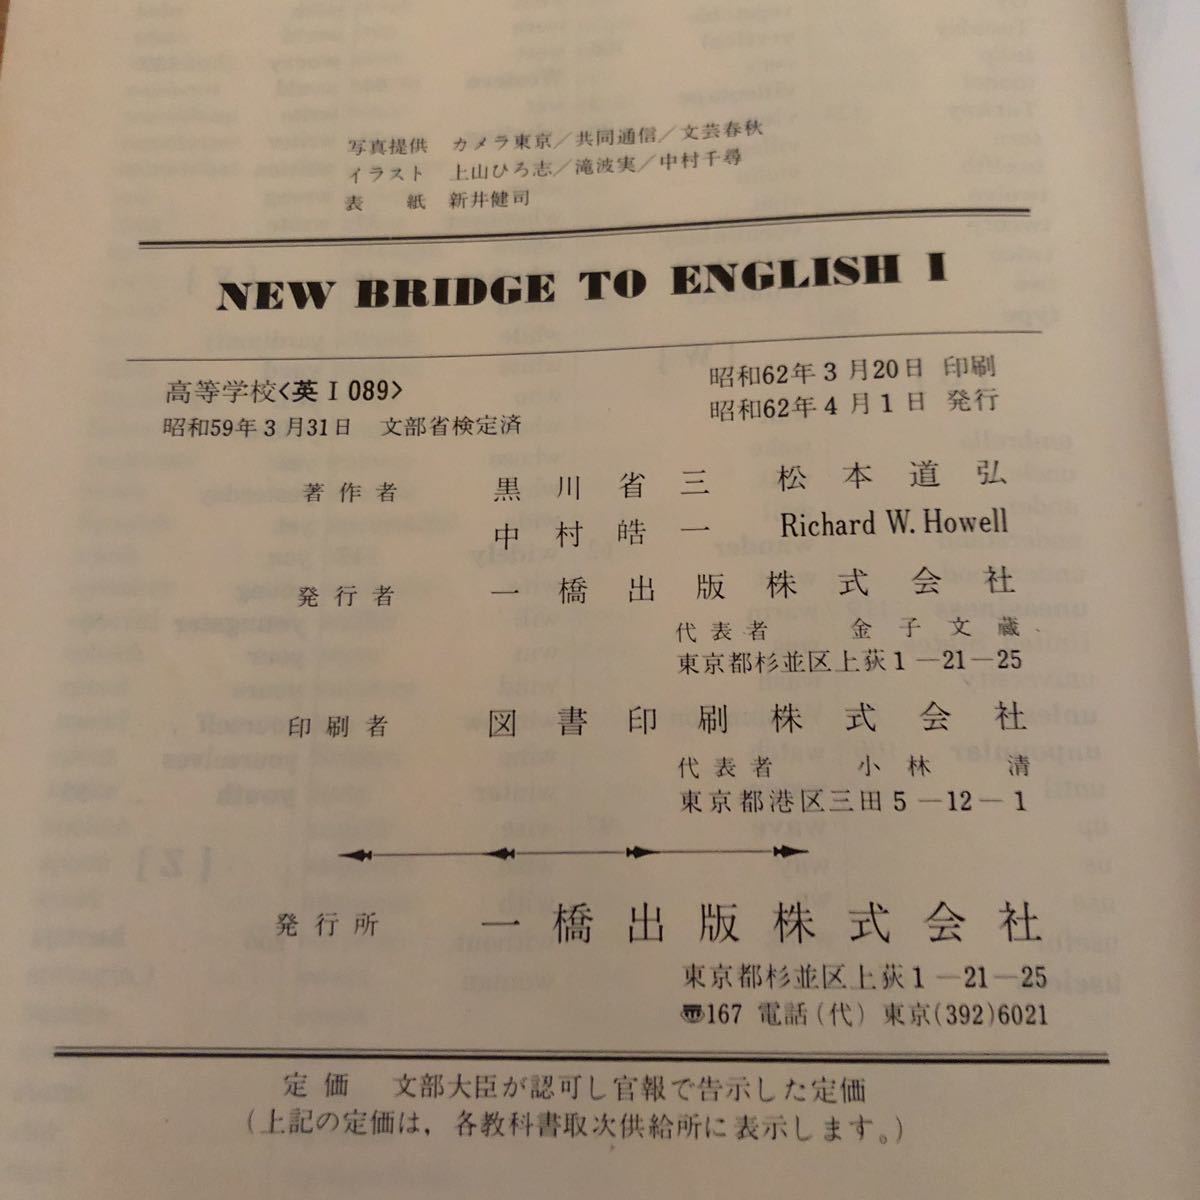 写真提供 カメラ東京／共同通信／文芸春秋
イラスト 上山ひろ志／滝波実／中村千尋
表紙 新井健司
NEW BRIDGE TO ENGLISH I
高等学校<英Ⅰ089>
昭和59年3月31日 文部省検定済
昭和62年3月20日 印刷
昭和62年4月1日 発行
著作者 黒川省三 松本道弘
中村皓一 Richard W. Howell
発行者 一橋出版株式会社
代表者 金子文蔵
東京都杉並区上荻1―21―25
印刷者 図書印刷株式会社
代表者 小林清
東京都港区三田5―12―1
発行所 一橋出版株式会社
東京都杉並区上荻1―21―25
〠167 電話(代) 東京(392)6021
定価 文部大臣が認可し官報で告示した定価
(上記の定価は，各教科書取次供給所に表示します。)